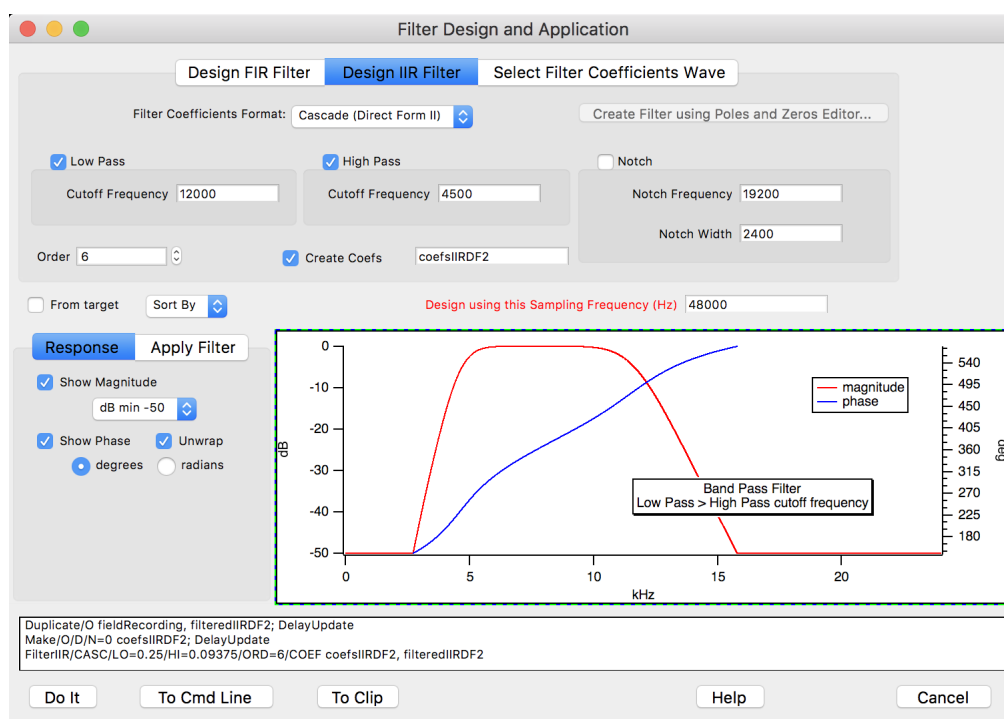 Filter Design and Application
Design FIR Filter Design IIR Filter Select Filter Coefficients Wave
Filter Coefficients Format: Cascade (Direct Form II) Create Filter using Poles and Zeros Editor...
Low Pass High Pass Notch
Cutoff Frequency 12000 Cutoff Frequency 4500 Notch Frequency 19200
Notch Width 2400
Order 6 Create Coefs coefsIIRDF2
From target Sort By Design using this Sampling Frequency (Hz) 48000
Response Apply Filter
Show Magnitude
dB min -50
Show Phase Unwrap
degrees radians
0
-10
-20
-30
-40
-50
dB
0 5 10 15 20
kHz
540
495
450
405
360
315
270
225
180
deg
magnitude
phase
Band Pass Filter
Low Pass > High Pass cutoff frequency
Duplicate/O fieldRecording, filteredIIRDF2; DelayUpdate
Make/O/D/N=0 coefsIIRDF2; DelayUpdate
FilterIIR/CASC/LO=0.25/HI=0.09375/ORD=6/COEF coefsIIRDF2, filteredIIRDF2
Do It To Cmd Line To Clip Help Cancel